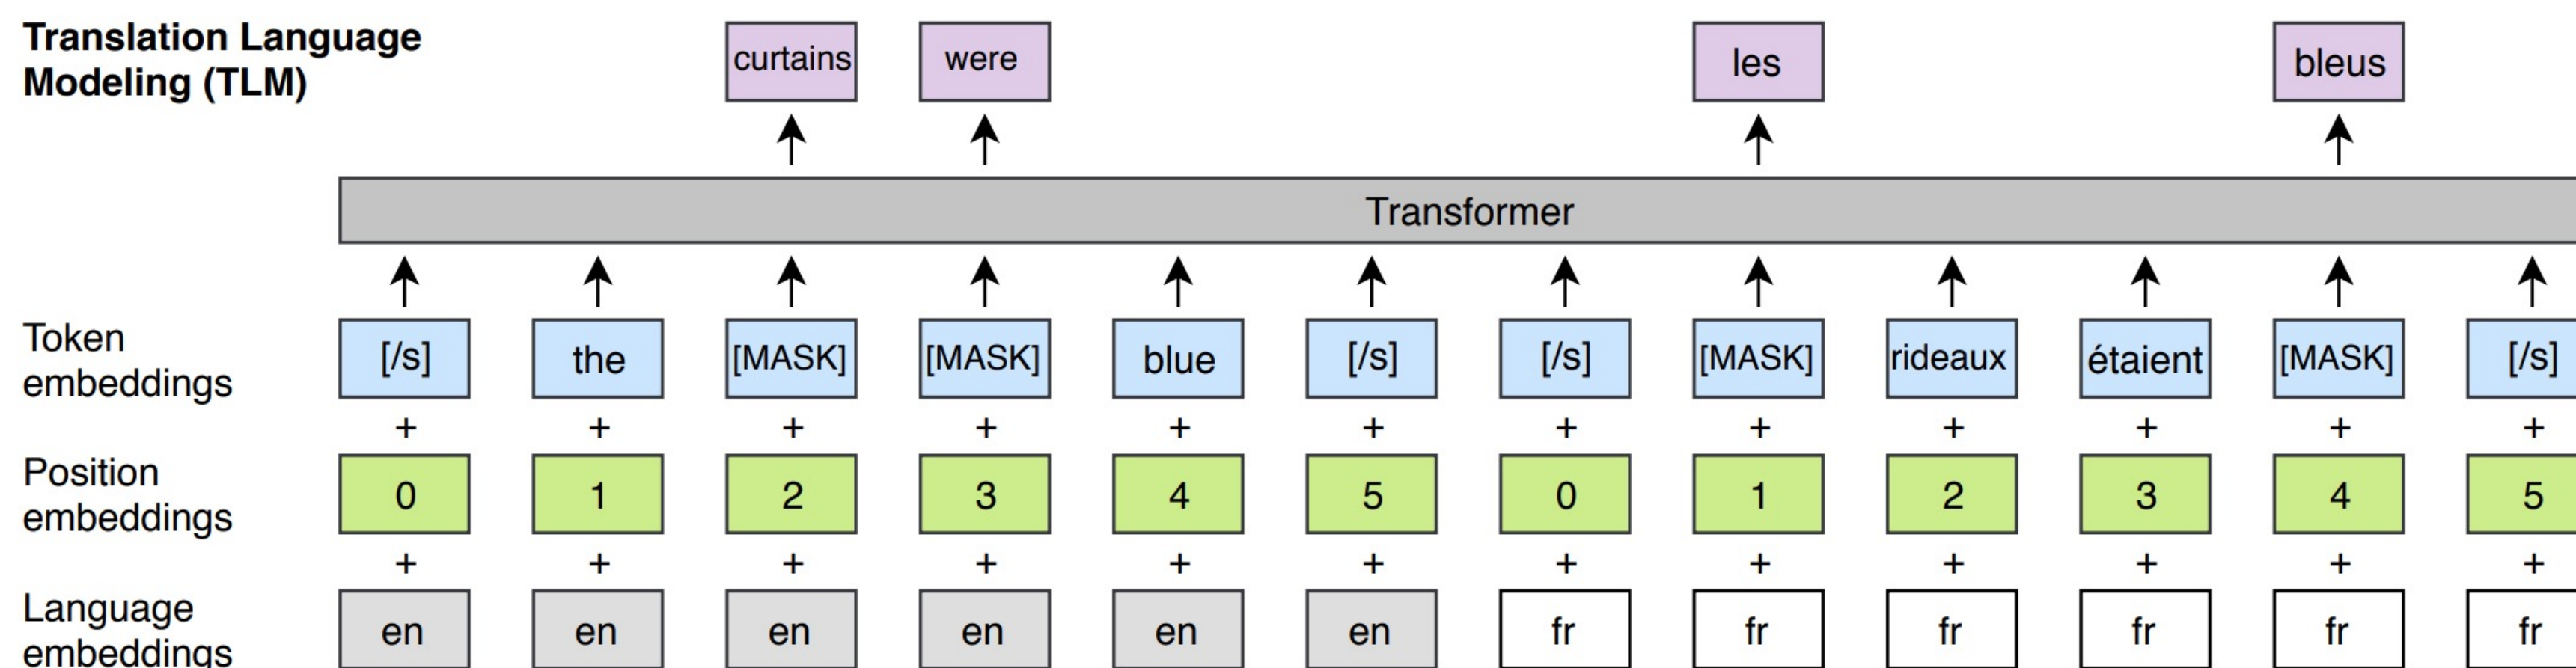 Translation Language
Modeling (TLM)
curtains were les bleus
Transformer
Token
embeddings
[/s] the [MASK] [MASK] blue [/s] [/s] [MASK] rideaux étaient [MASK] [/s]
+ + + + + + + + + + + +
Position
embeddings
0 1 2 3 4 5 0 1 2 3 4 5
+ + + + + + + + + + + +
Language
embeddings
en en en en en en fr fr fr fr fr fr